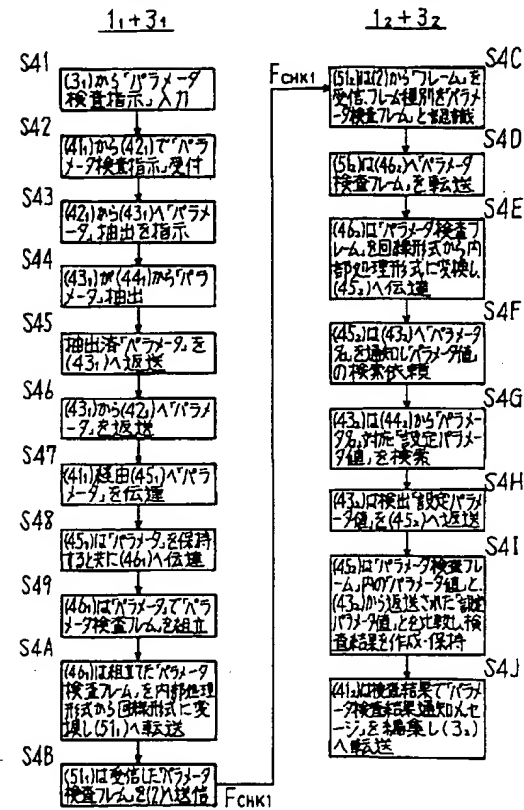 1₁+3₁
S41
(3₁)から「パラメータ
検査指示」入力
S42
(41₁)から(42₁)で「パラ
メータ検査指示」受付
S43
(42₁)から(43₁)へ「パラメ
ータ」抽出を指示
S44
(43₁)が(44₁)から「パラ
メータ」抽出
S45
抽出済「パラメータ」を
(43₁)へ返送
S46
(43₁)から(42₁)へ「パラメ
ータ」を返送
S47
(41₁)経由(45₁)へ「パラ
メータ」を伝達
S48
(45₁)は「パラメータ」を保持
すると共に(46₁)へ伝達
S49
(46₁)は「パラメータ」で「パラ
メータ検査フレーム」を組立
S4A
(46₁)は組立てた「パラメータ
検査フレーム」を内部処理
形式から回線形式に変
換し(51₁)へ転送
S4B
(51₁)は受信した「パラメータ
検査フレーム」を(2)へ送信
FCHK1
1₂+3₂
FCHK1
S4C
(51₂)は(2)から「フレーム」を
受信、フレーム種別を「パラメ
ータ検査フレーム」と認識
S4D
(51₂)は(46₂)へ「パラメータ
検査フレーム」を転送
S4E
(46₂)は「パラメータ検査フ
レーム」を回線形式から内
部処理形式に変換し、
(45₂)へ伝達
S4F
(45₂)は(43₂)へ「パラメータ
名」を通知し「パラメータ値」
の検索依頼
S4G
(43₂)は(44₂)から「パラメー
タ名」対応「設定パラメー
タ値」を検索
S4H
(43₂)は検出「設定パラメ
ータ値」を(45₂)へ返送
S4I
(45₂)は「パラメータ検査フレ
ーム」内の「パラメータ値」と、
(43₂)から返送された「設定
パラメータ値」とを比較し、検
査結果を作成・保持
S4J
(41₂)は検査結果で「パラメ
ータ検査結果通知メッセ
ージ」を編集し(3₂)
へ転送